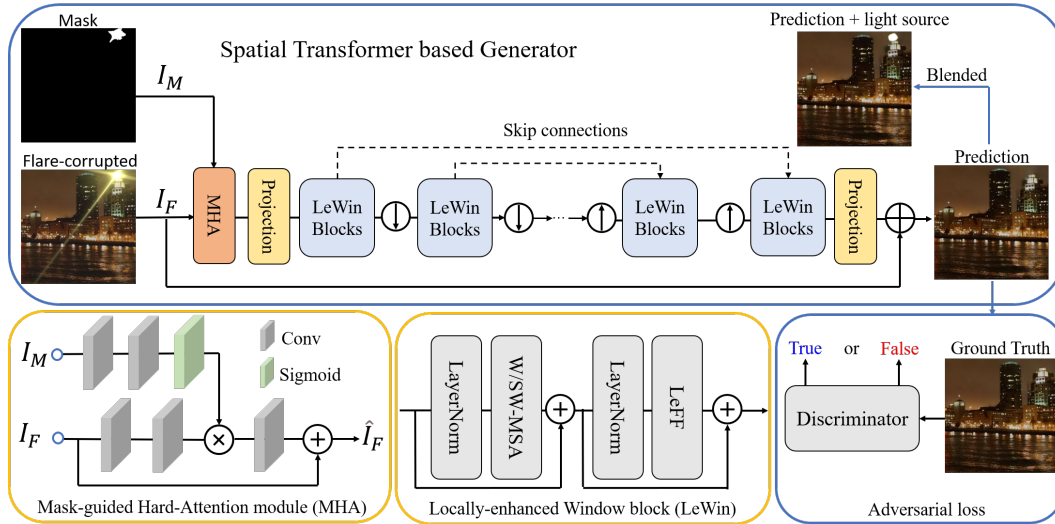 Mask
Spatial Transformer based Generator
Prediction + light source
I_M
Blended
Flare-corrupted
Skip connections
Prediction
I_F
MHA
Projection
LeWin
Blocks
LeWin
Blocks
...
LeWin
Blocks
LeWin
Blocks
Projection
I_M
Conv
Sigmoid
I_F
Î_F
Mask-guided Hard-Attention module (MHA)
LayerNorm
W/SW-MSA
LayerNorm
LeFF
Locally-enhanced Window block (LeWin)
True or False
Ground Truth
Discriminator
Adversarial loss